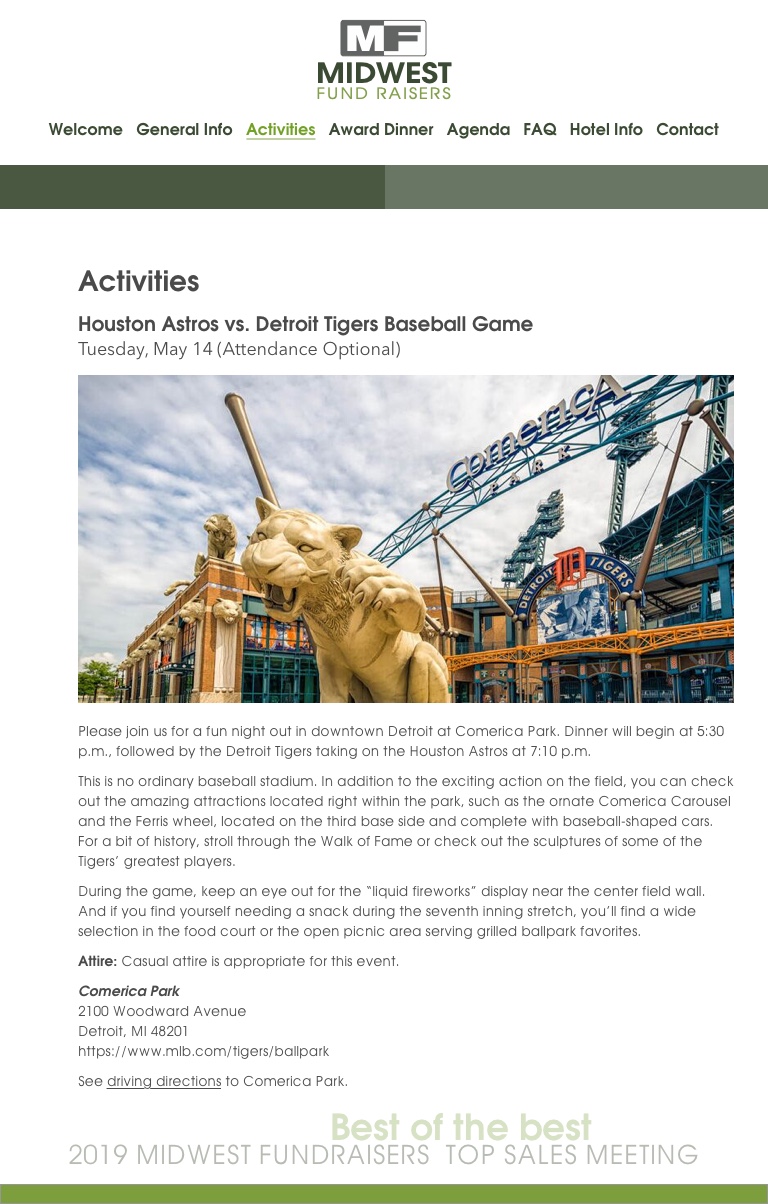 MF
MIDWEST
FUND RAISERS
Welcome General Info Activities Award Dinner Agenda FAQ Hotel Info Contact
Activities
Houston Astros vs. Detroit Tigers Baseball Game
Tuesday, May 14 (Attendance Optional)
Comerica
PARK
DETROIT D TIGERS
Please join us for a fun night out in downtown Detroit at Comerica Park. Dinner will begin at 5:30
p.m., followed by the Detroit Tigers taking on the Houston Astros at 7:10 p.m.
This is no ordinary baseball stadium. In addition to the exciting action on the field, you can check
out the amazing attractions located right within the park, such as the ornate Comerica Carousel
and the Ferris wheel, located on the third base side and complete with baseball-shaped cars.
For a bit of history, stroll through the Walk of Fame or check out the sculptures of some of the
Tigers’ greatest players.
During the game, keep an eye out for the “liquid fireworks” display near the center field wall.
And if you find yourself needing a snack during the seventh inning stretch, you’ll find a wide
selection in the food court or the open picnic area serving grilled ballpark favorites.
Attire: Casual attire is appropriate for this event.
Comerica Park
2100 Woodward Avenue
Detroit, MI 48201
https://www.mlb.com/tigers/ballpark
See driving directions to Comerica Park.
Best of the best
2019 MIDWEST FUNDRAISERS TOP SALES MEETING